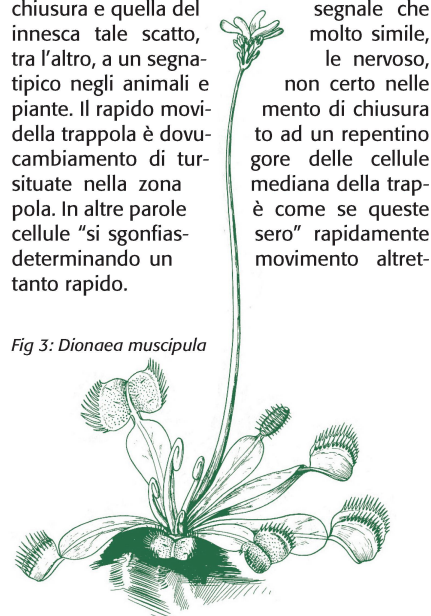 chiusura e quella del segnale che
innesca tale scatto, molto simile,
tra l'altro, a un segna- le nervoso,
tipico negli animali e non certo nelle
piante. Il rapido movi- mento di chiusura
della trappola è dovu- to ad un repentino
cambiamento di tur- gore delle cellule
situate nella zona mediana della trap-
pola. In altre parole è come se queste
cellule “si sgonfias- sero” rapidamente
determinando un movimento altret-
tanto rapido.
Fig 3: Dionaea muscipula